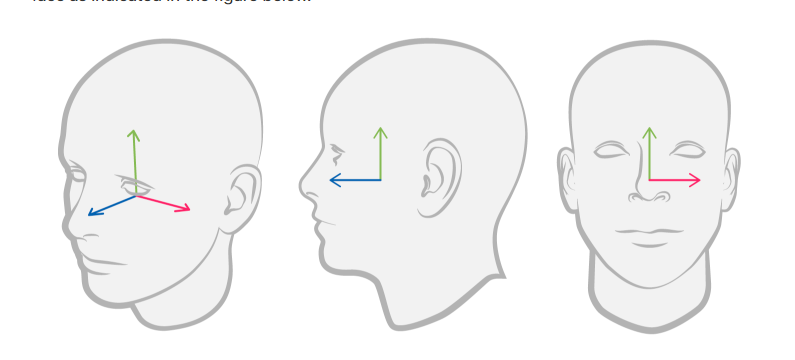 face as indicated in the figure below.